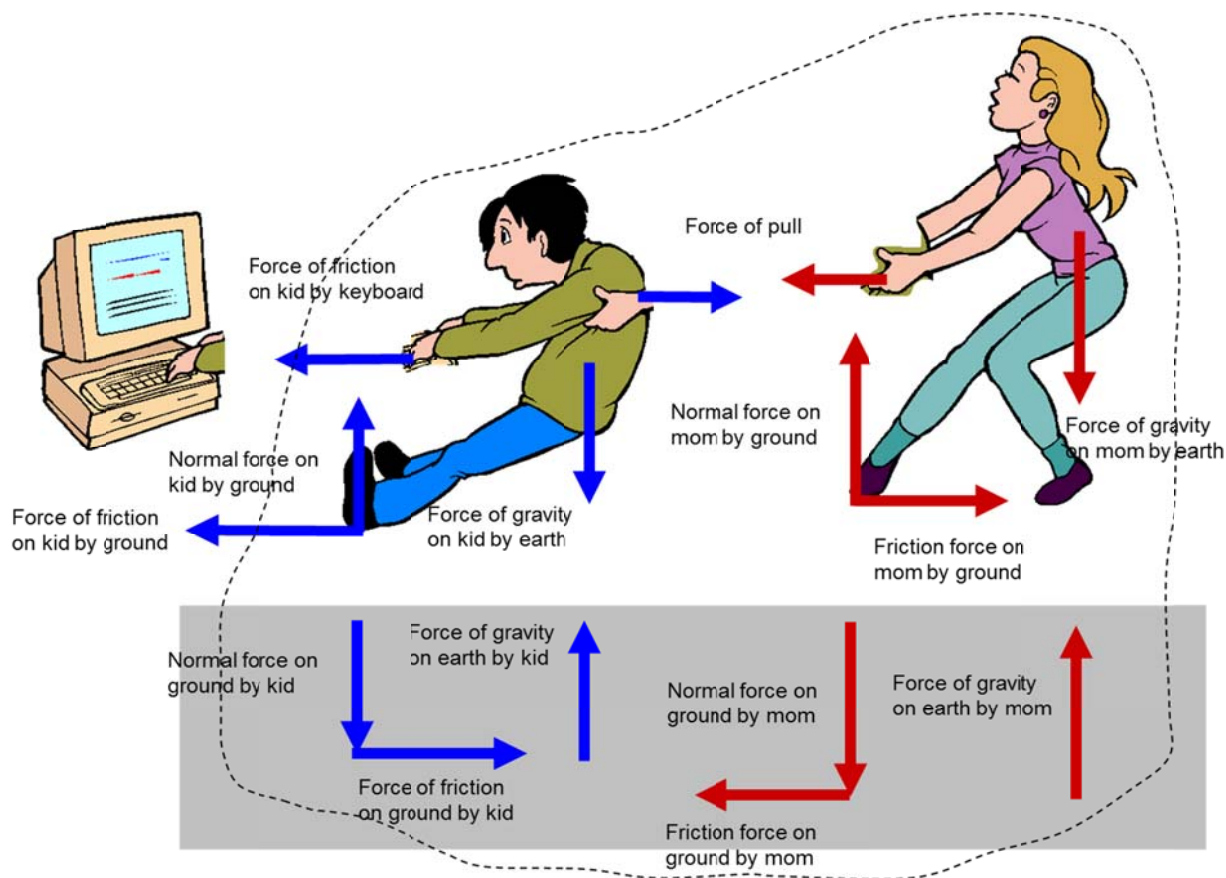 Force of pull
Force of friction
on kid by keyboard
Normal force on
kid by ground
Force of friction
on kid by ground
Force of gravity
on kid by earth
Normal force on
mom by ground
Force of gravity
on mom by earth
Friction force on
mom by ground
Normal force on
ground by kid
Force of gravity
on earth by kid
Force of friction
on ground by kid
Normal force on
ground by mom
Force of gravity
on earth by mom
Friction force on
ground by mom